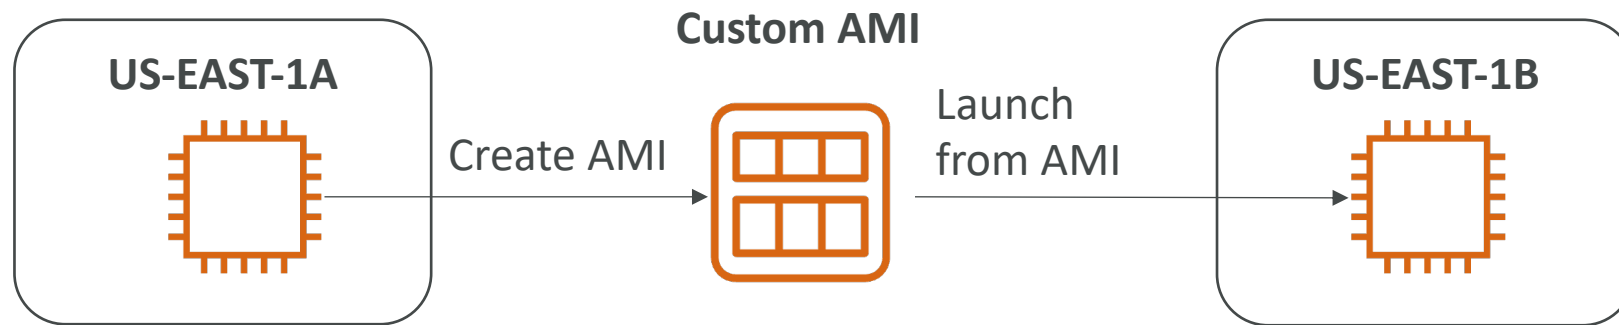 Custom AMI
US-EAST-1A
Create AMI
Launch
from AMI
US-EAST-1B